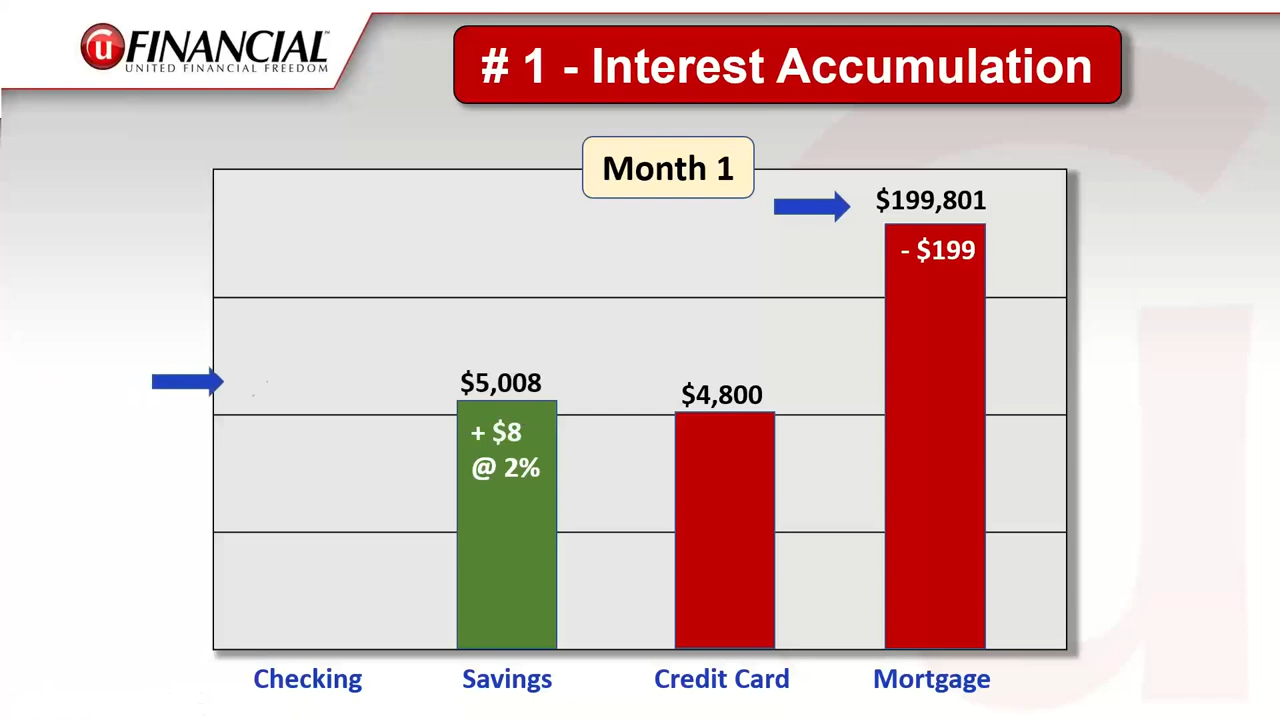 u FINANCIAL™
UNITED FINANCIAL FREEDOM
# 1 - Interest Accumulation
Month 1
$199,801
- $199
$5,008
+ $8
@ 2%
$4,800
Checking
Savings
Credit Card
Mortgage